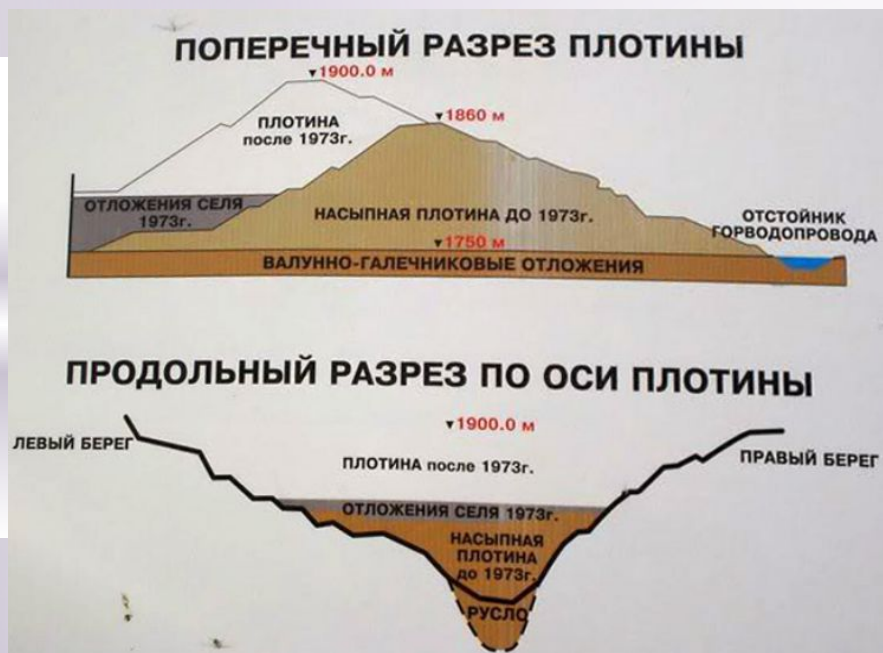 ПОПЕРЕЧНЫЙ РАЗРЕЗ ПЛОТИНЫ
▼1900.0 м
ПЛОТИНА
после 1973г.
▼1860 м
ОТЛОЖЕНИЯ СЕЛЯ
1973г.
НАСЫПНАЯ ПЛОТИНА ДО 1973г.
ОТСТОЙНИК
ГОРВОДОПРОВОДА
▼1750 м
ВАЛУННО-ГАЛЕЧНИКОВЫЕ ОТЛОЖЕНИЯ
ПРОДОЛЬНЫЙ РАЗРЕЗ ПО ОСИ ПЛОТИНЫ
▼1900.0 м
ЛЕВЫЙ БЕРЕГ
ПЛОТИНА после 1973г.
ПРАВЫЙ БЕРЕГ
ОТЛОЖЕНИЯ СЕЛЯ 1973г.
НАСЫПНАЯ
ПЛОТИНА
до 1973г.
РУСЛО